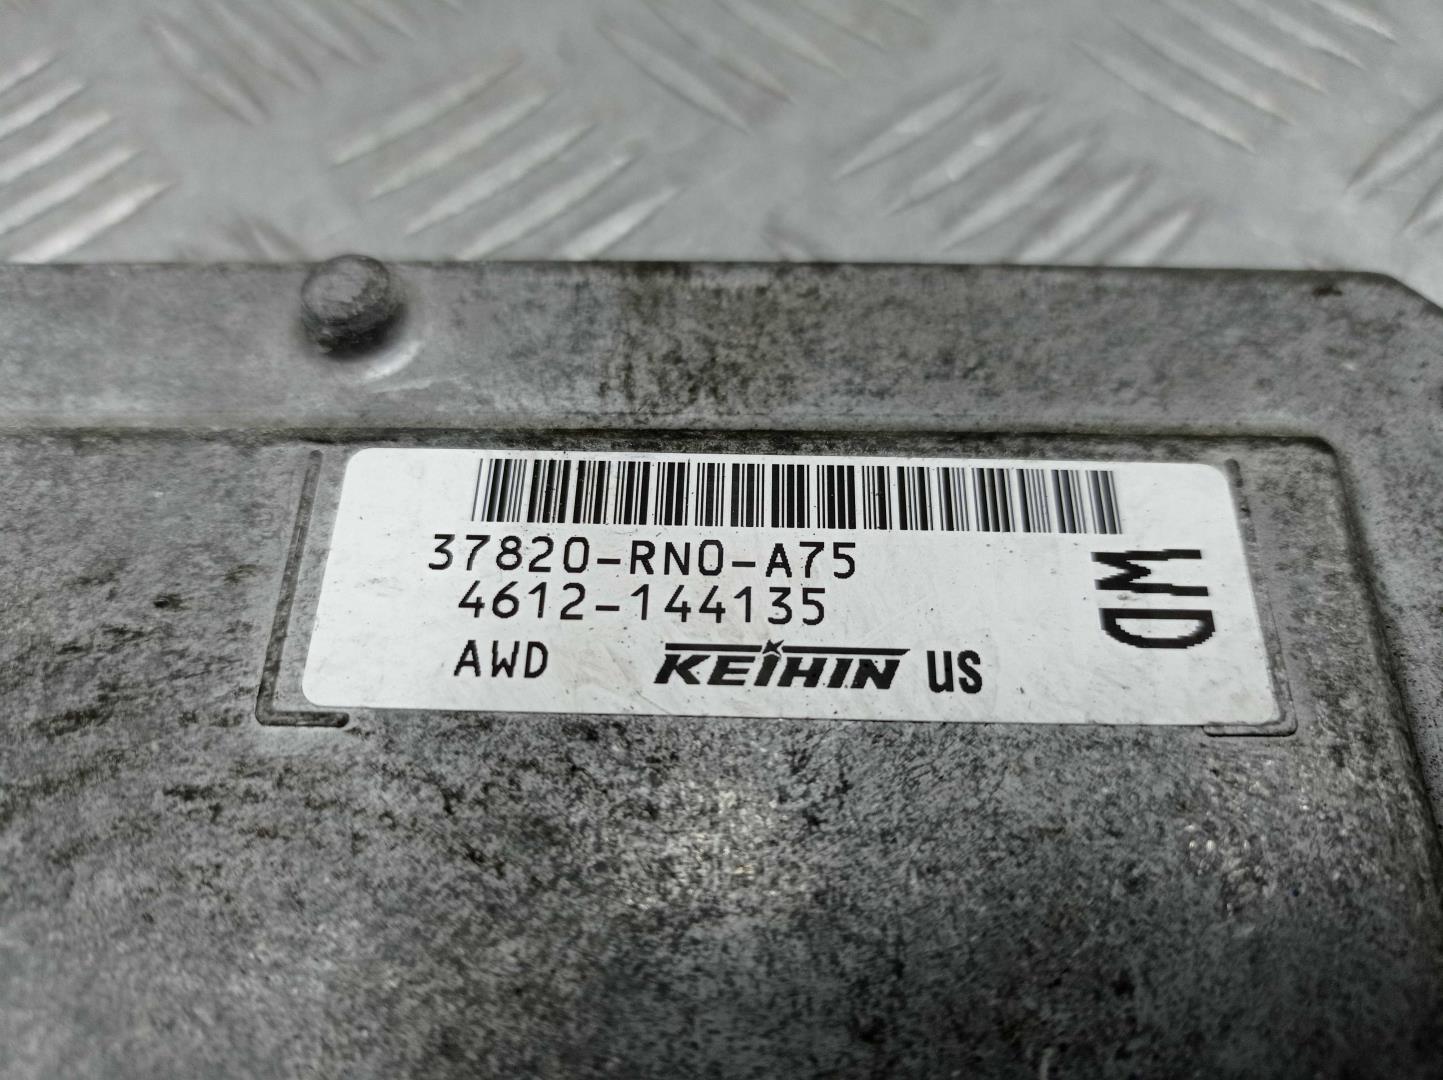 37820-RN0-A75
4612-144135
AWD KEIHIN US
WD